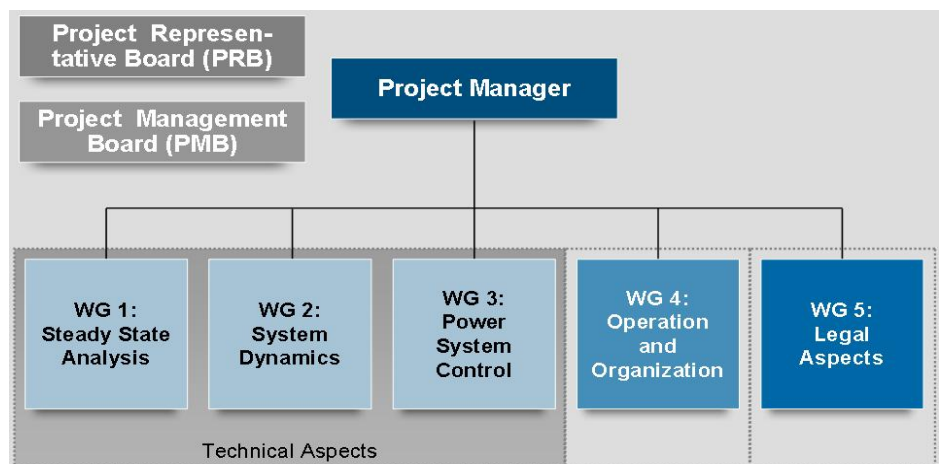 Project Represen-
tative Board (PRB)
Project Manager
Project Management
Board (PMB)
WG 1:
Steady State
Analysis
WG 2:
System
Dynamics
WG 3:
Power
System
Control
WG 4:
Operation
and
Organization
WG 5:
Legal
Aspects
Technical Aspects